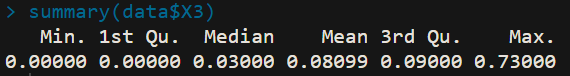 > summary(data$X3)
Min. 1st Qu. Median Mean 3rd Qu. Max.
0.00000 0.00000 0.03000 0.08099 0.09000 0.73000